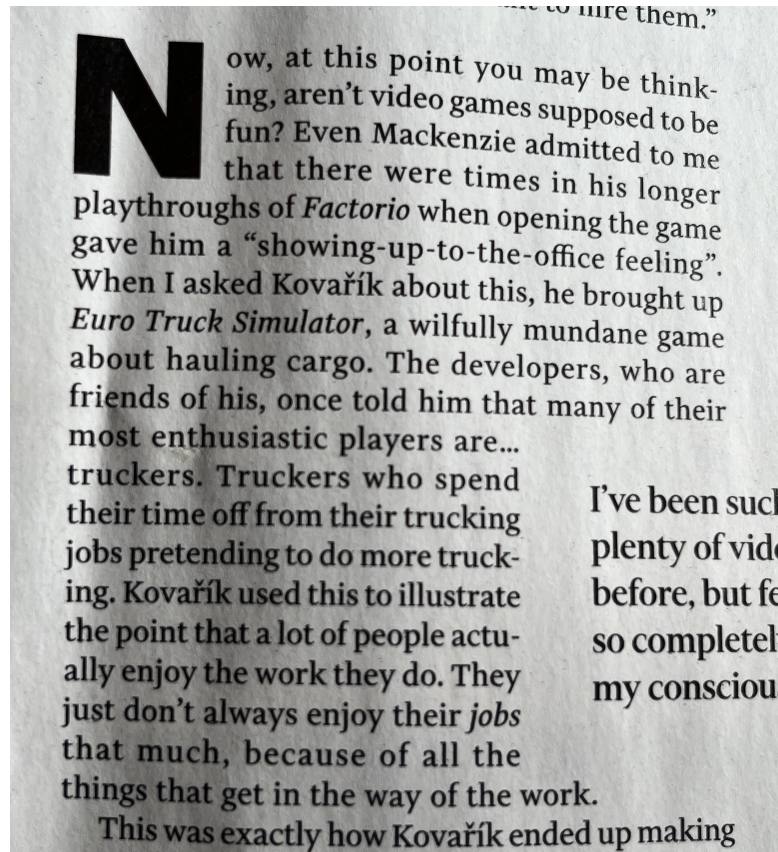 to hire them.”
Now, at this point you may be think-
ing, aren’t video games supposed to be
fun? Even Mackenzie admitted to me
that there were times in his longer
playthroughs of Factorio when opening the game
gave him a “showing-up-to-the-office feeling”.
When I asked Kovařík about this, he brought up
Euro Truck Simulator, a wilfully mundane game
about hauling cargo. The developers, who are
friends of his, once told him that many of their
most enthusiastic players are...
truckers. Truckers who spend
their time off from their trucking
jobs pretending to do more truck-
ing. Kovařík used this to illustrate
the point that a lot of people actu-
ally enjoy the work they do. They
just don’t always enjoy their jobs
that much, because of all the
things that get in the way of the work.
This was exactly how Kovařík ended up making
I’ve been
plenty of
before, but
so
my